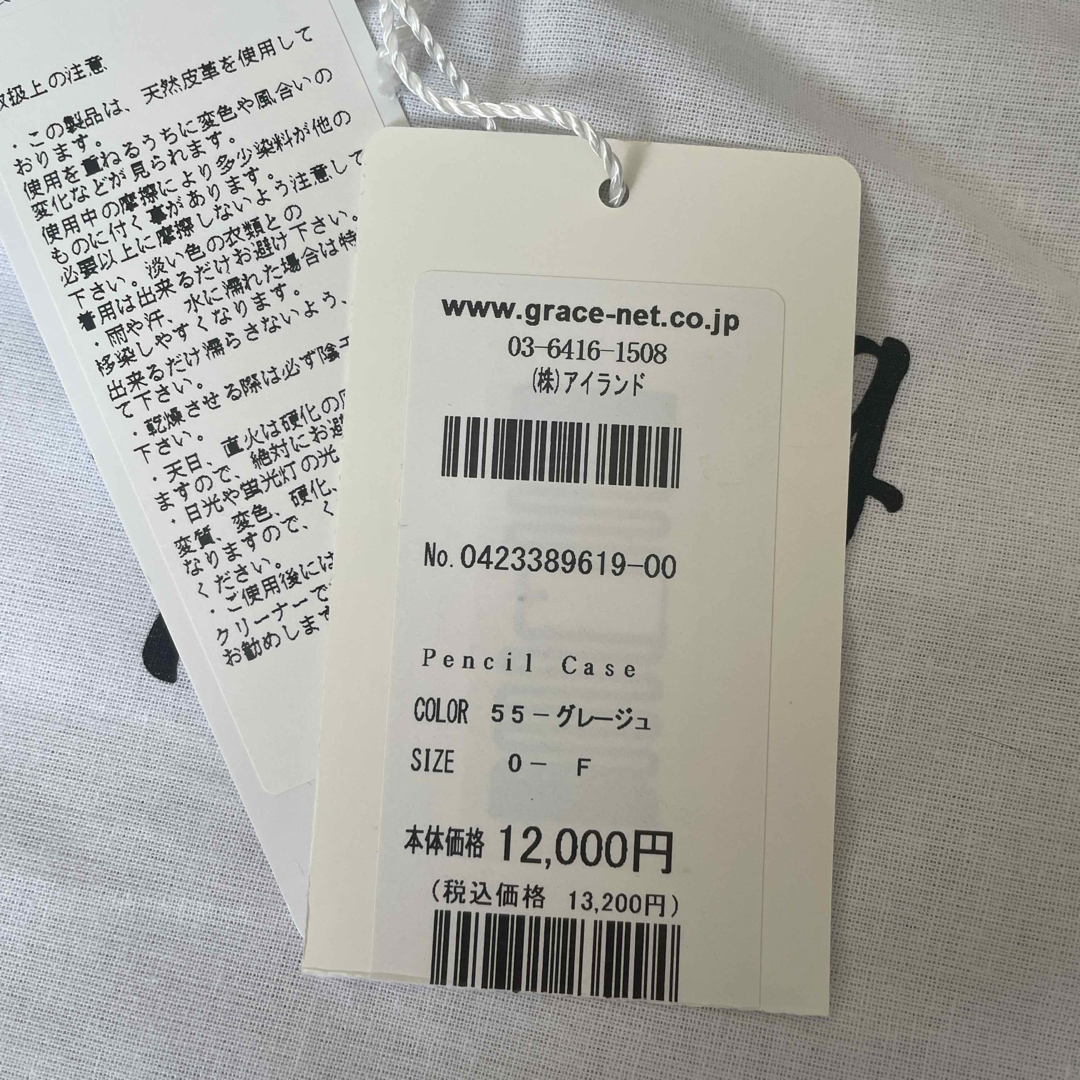 取扱上の注意
・この製品は、天然皮革を使用して
おります。
使用を重ねるうちに変色や風合いの
変化などが見られます。
使用中の摩擦により多少染料が他の
ものに付く事があります。
必要以上に摩擦しないよう注意して
下さい。淡い色の衣類との
着用は出来るだけお避け下さい。
・雨や汗、水に濡れた場合は特
移染しやすくなります。
出来るだけ濡らさないよう、
て下さい。
・乾燥させる際は必ず陰干
下さい。
・天日、直火は硬化の原
ますので、絶対にお避
・日光や蛍光灯の光
変質、変色、硬化、
なりますので、く
ください。
・ご使用後には
クリーナーで
お勧めします
www.grace-net.co.jp
03-6416-1508
(株)アイランド
No.0423389619-00
Pencil Case
COLOR 55-グレージュ
SIZE 0- F
本体価格 12,000円
(税込価格 13,200円)